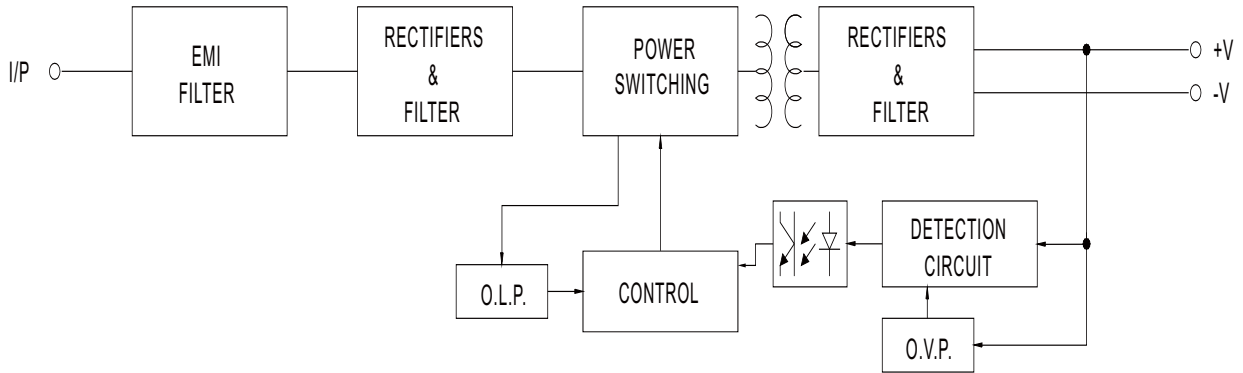 I/P
EMI
FILTER
RECTIFIERS
&
FILTER
POWER
SWITCHING
RECTIFIERS
&
FILTER
+V
-V
O.L.P.
CONTROL
DETECTION
CIRCUIT
O.V.P.